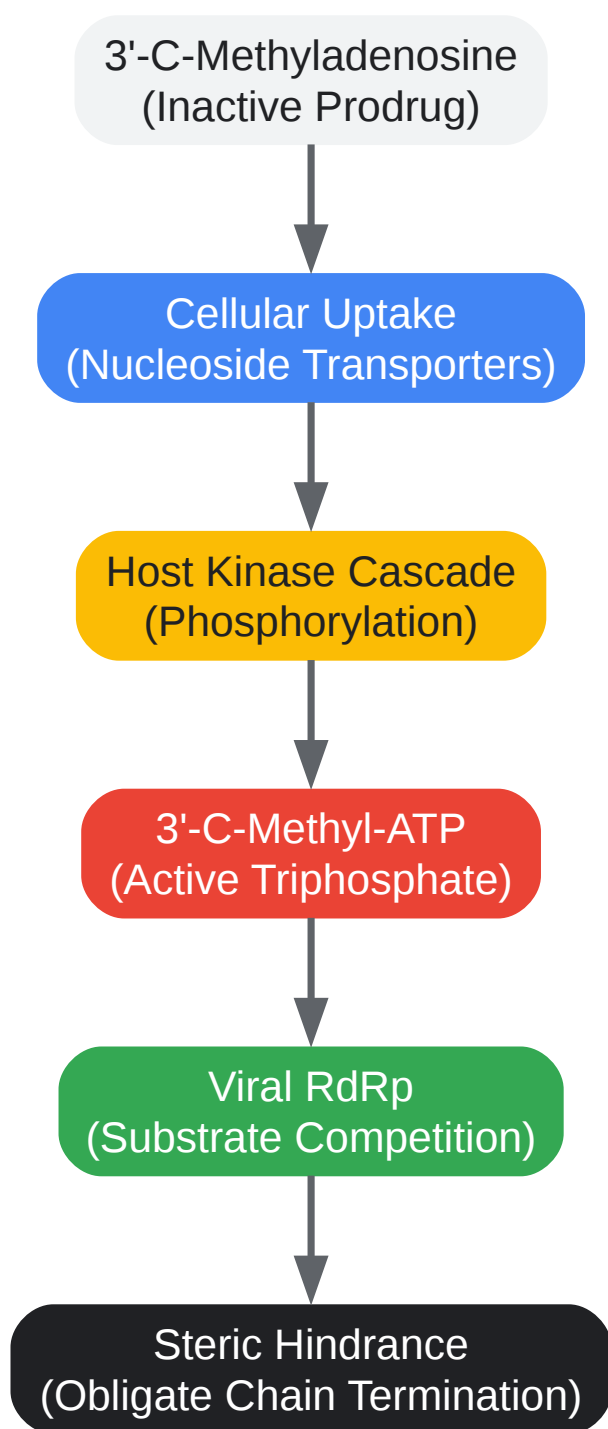 3'-C-Methyladenosine
(Inactive Prodrug)
Cellular Uptake
(Nucleoside Transporters)
Host Kinase Cascade
(Phosphorylation)
3'-C-Methyl-ATP
(Active Triphosphate)
Viral RdRp
(Substrate Competition)
Steric Hindrance
(Obligate Chain Termination)